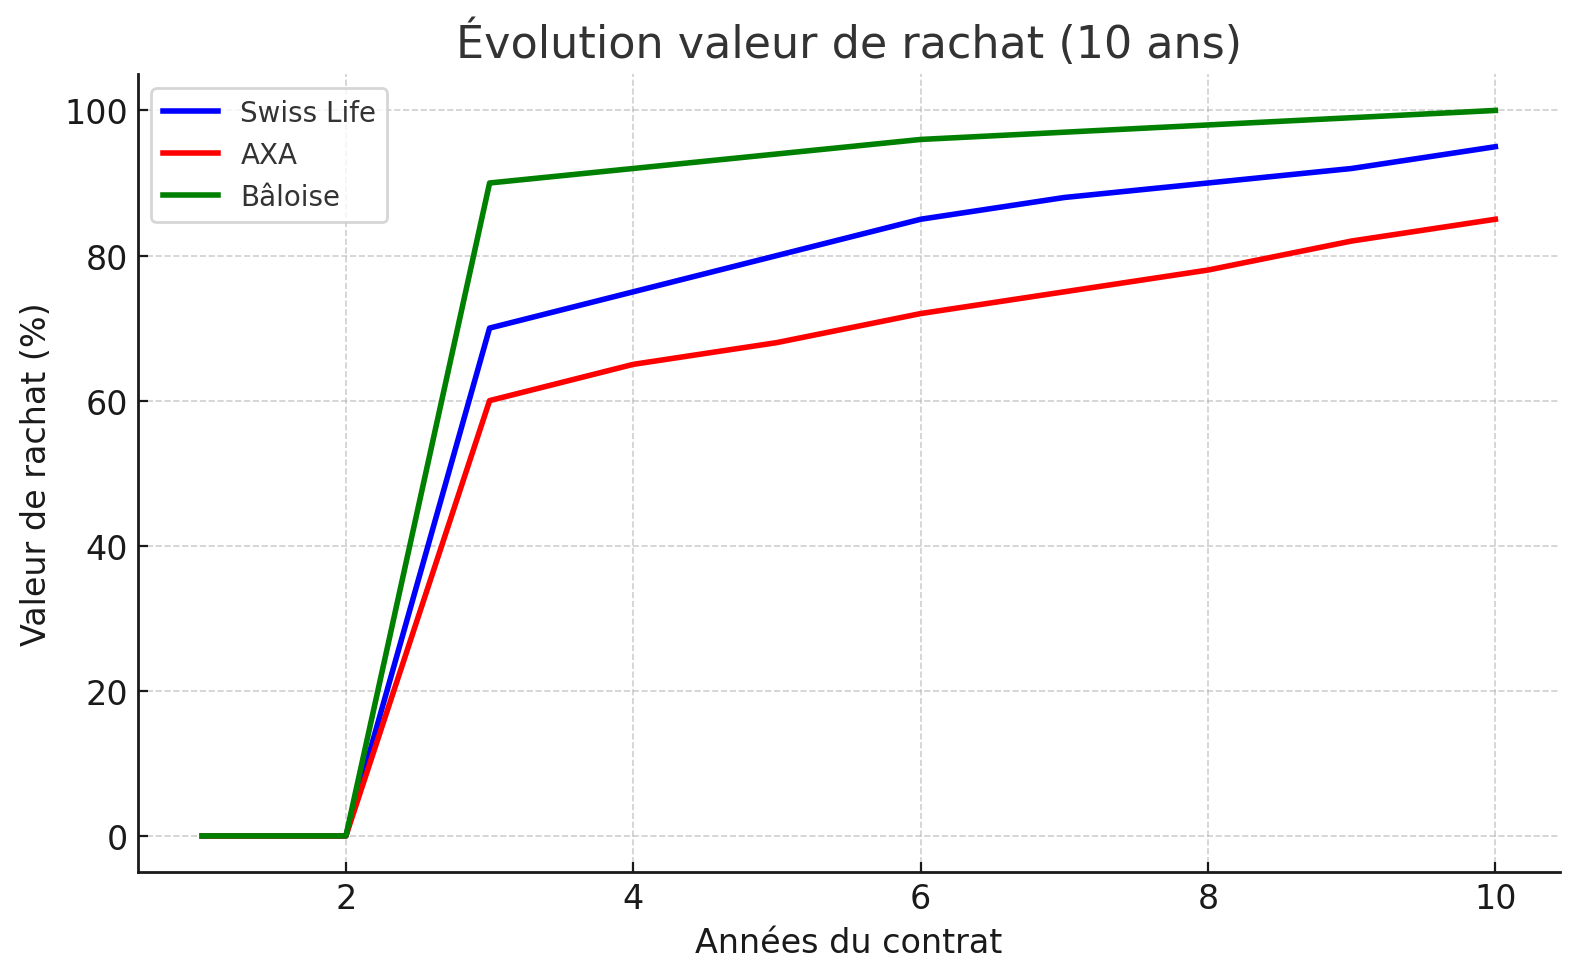 Évolution valeur de rachat (10 ans)
Swiss Life
AXA
Bâloise
Valeur de rachat (%)
100
80
60
40
20
0
2 4 6 8 10
Années du contrat